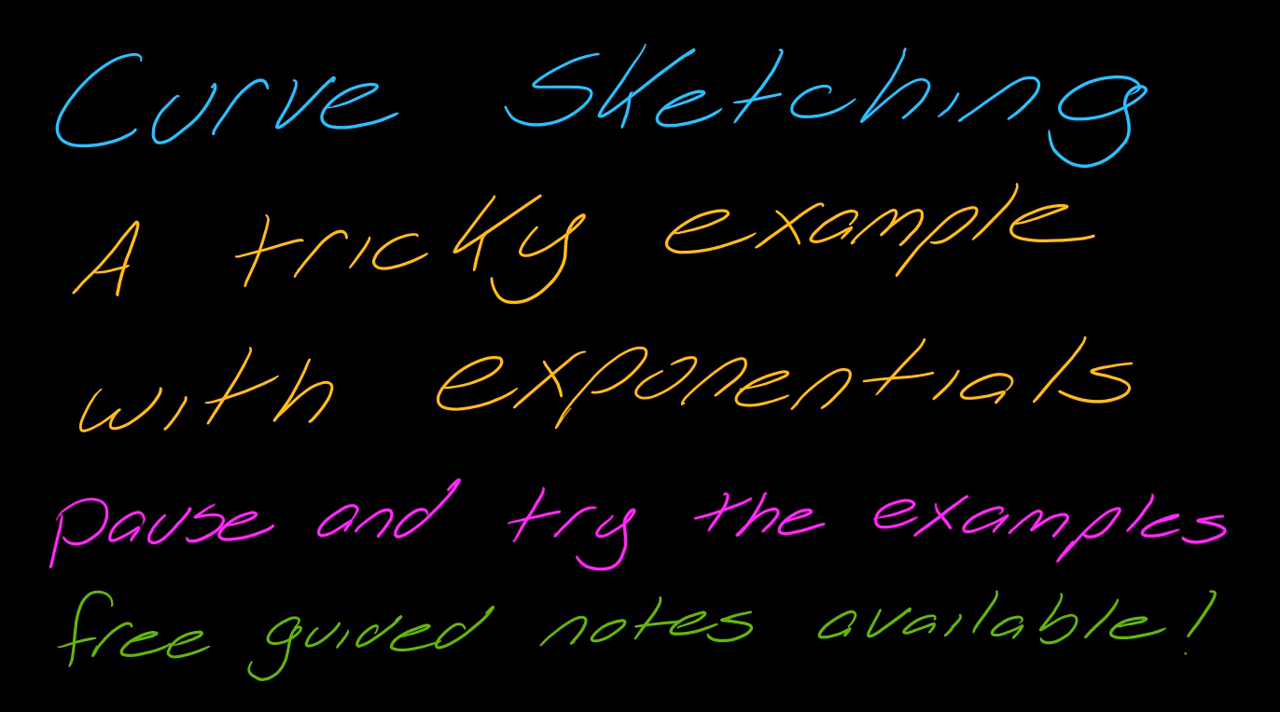 Curve Sketching
A tricky example
with exponentials
pause and try the examples
free guided notes available!